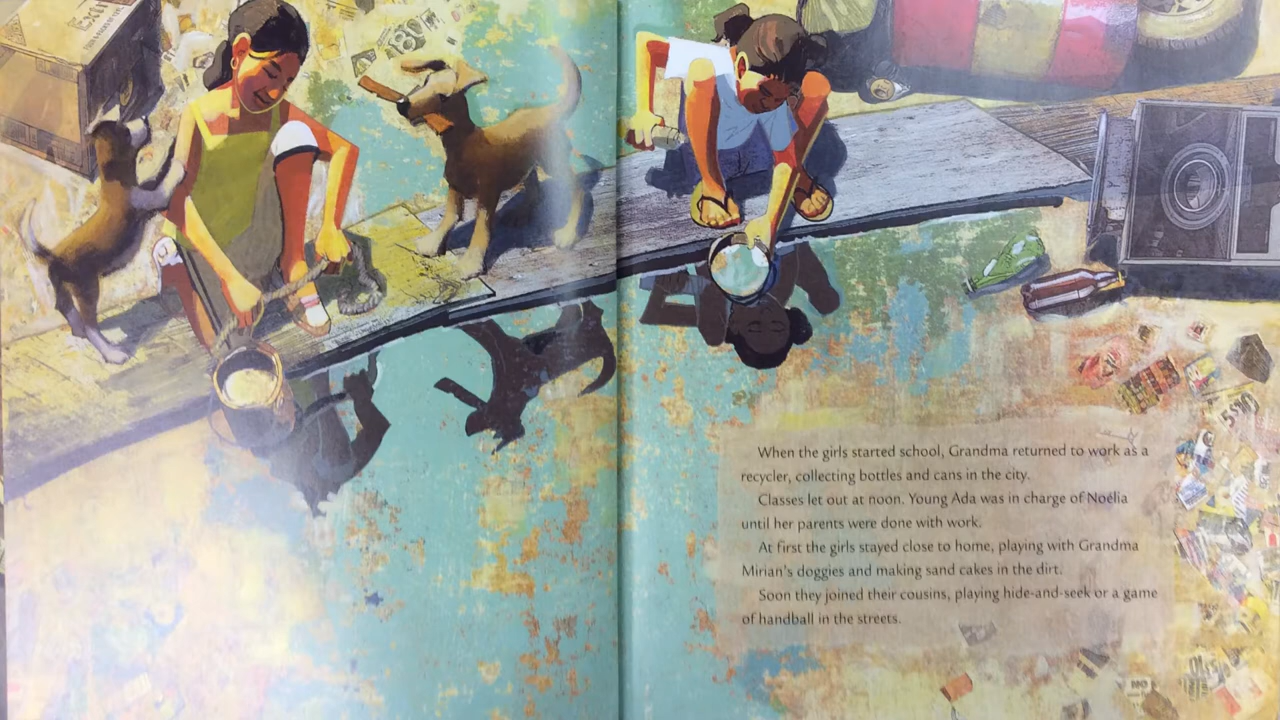 When the girls started school, Grandma returned to work as a
recycler, collecting bottles and cans in the city.
Classes let out at noon. Young Ada was in charge of Noélia
until her parents were done with work.
At first the girls stayed close to home, playing with Grandma
Mirian's doggies and making sand cakes in the dirt.
Soon they joined their cousins, playing hide-and-seek or a game
of handball in the streets.